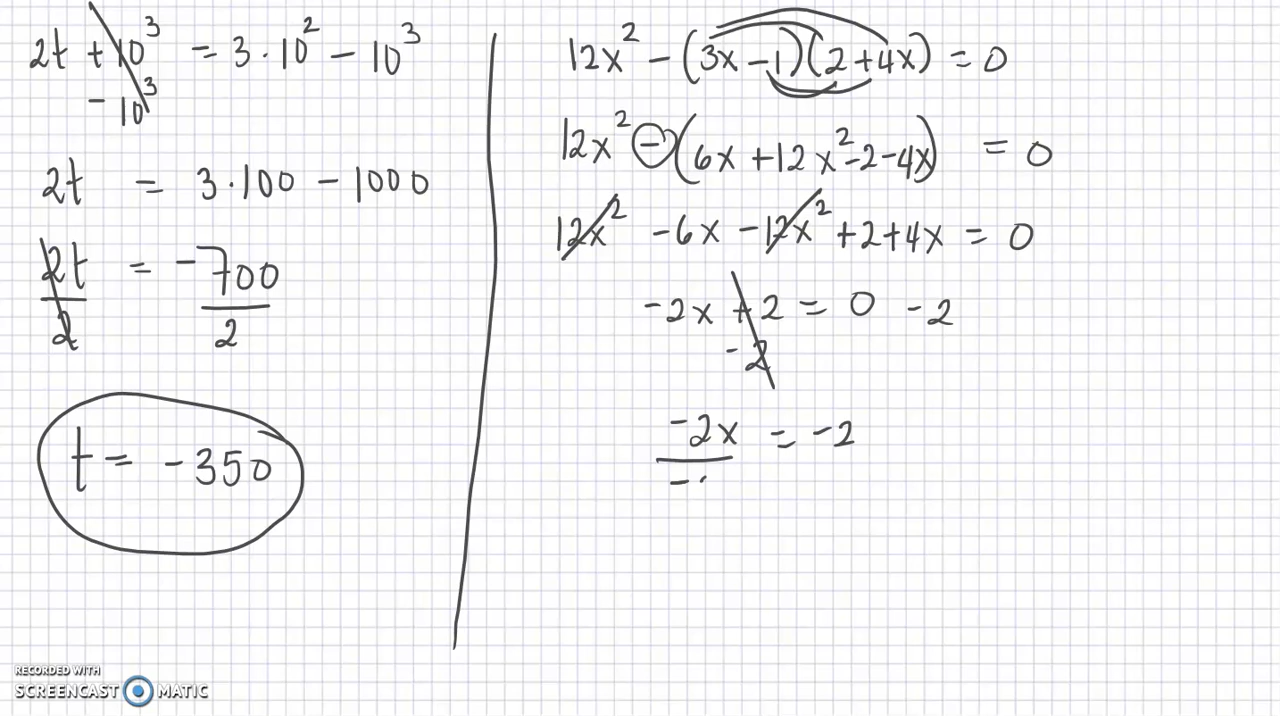 2t + 10³ = 3 · 10² − 10³
− 10³
2t = 3 · 100 − 1000
2t = −700
2 2
t = −350
12x² − (3x − 1)(2 + 4x) = 0
12x² − (6x + 12x² − 2 − 4x) = 0
12x² − 6x − 12x² + 2 + 4x = 0
−2x + 2 = 0 − 2
−2
−2x = −2
−
RECORDED WITH
SCREENCAST MATIC